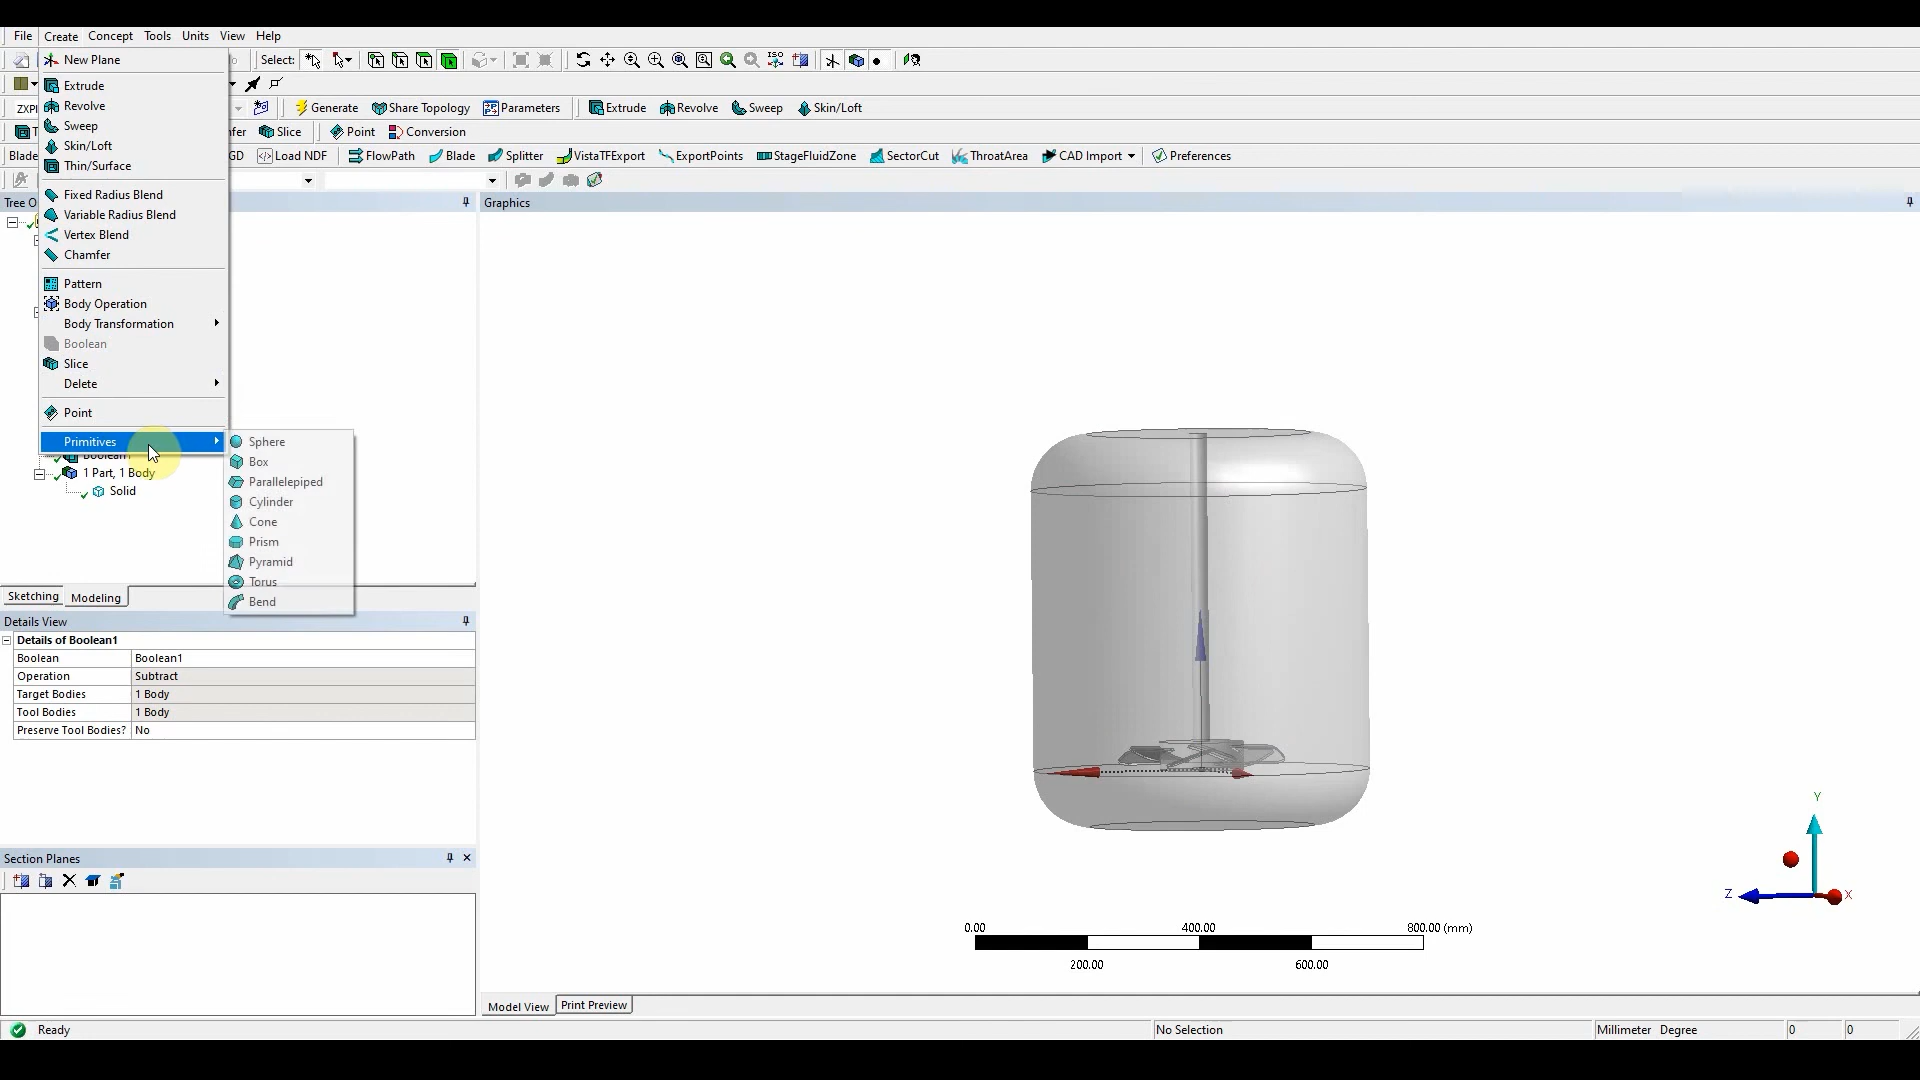 File Create Concept Tools Units View Help
New Plane
Select:
Extrude
Revolve
ZXPl Generate Share Topology Parameters Extrude Revolve Sweep Skin/Loft
Sweep
T fer Slice Point Conversion
Skin/Loft
Blade GD Load NDF FlowPath Blade Splitter VistaTFExport ExportPoints StageFluidZone SectorCut ThroatArea CAD Import Preferences
Thin/Surface
Fixed Radius Blend
Tree O Graphics
Variable Radius Blend
Vertex Blend
Chamfer
Pattern
Body Operation
Body Transformation
Boolean
Slice
Delete
Point
Primitives
Sphere
Boolean1
Box
1 Part, 1 Body
Parallelepiped
Solid
Cylinder
Cone
Prism
Pyramid
Torus
Bend
Sketching Modeling
Details View
Details of Boolean1
Boolean Boolean1
Operation Subtract
Target Bodies 1 Body
Tool Bodies 1 Body
Preserve Tool Bodies? No
Section Planes
Y
Z X
0.00 400.00 800.00 (mm)
200.00 600.00
Model View Print Preview
Ready No Selection Millimeter Degree 0 0